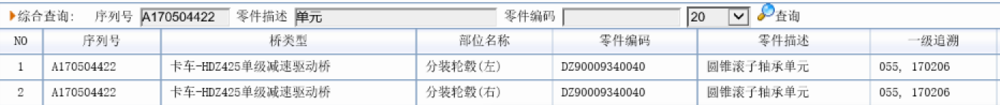 综合查询: 序列号 A170504422 零件描述 单元 零件编码 20 查询
NO 序列号 桥类型 部位名称 零件编码 零件描述 一级追溯
1 A170504422 卡车-HDZ425单级减速驱动桥 分装轮毂(左) DZ90009340040 圆锥滚子轴承单元 055, 170206
2 A170504422 卡车-HDZ425单级减速驱动桥 分装轮毂(右) DZ90009340040 圆锥滚子轴承单元 055, 170206